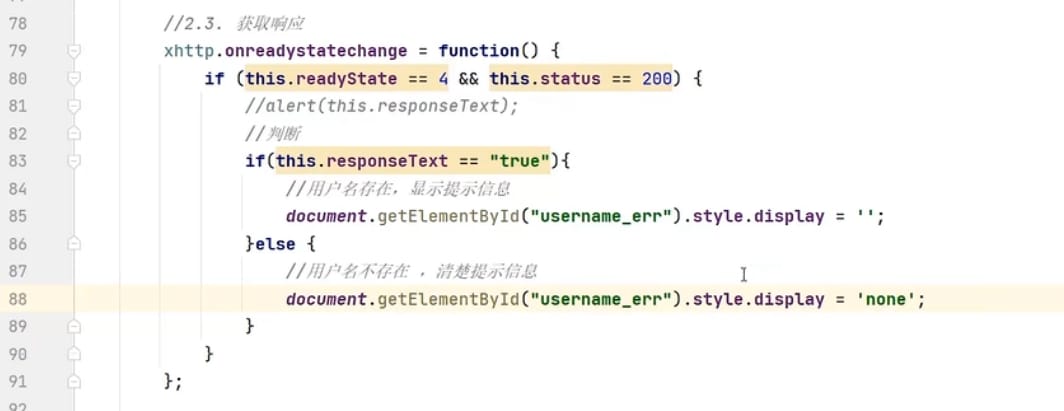 78 //2.3. 获取响应
79 xhttp.onreadystatechange = function() {
80 if (this.readyState == 4 && this.status == 200) {
81 //alert(this.responseText);
82 //判断
83 if(this.responseText == "true"){
84 //用户名存在，显示提示信息
85 document.getElementById("username_err").style.display = '';
86 }else {
87 //用户名不存在 ，清楚提示信息
88 document.getElementById("username_err").style.display = 'none';
89 }
90 }
91 };
92